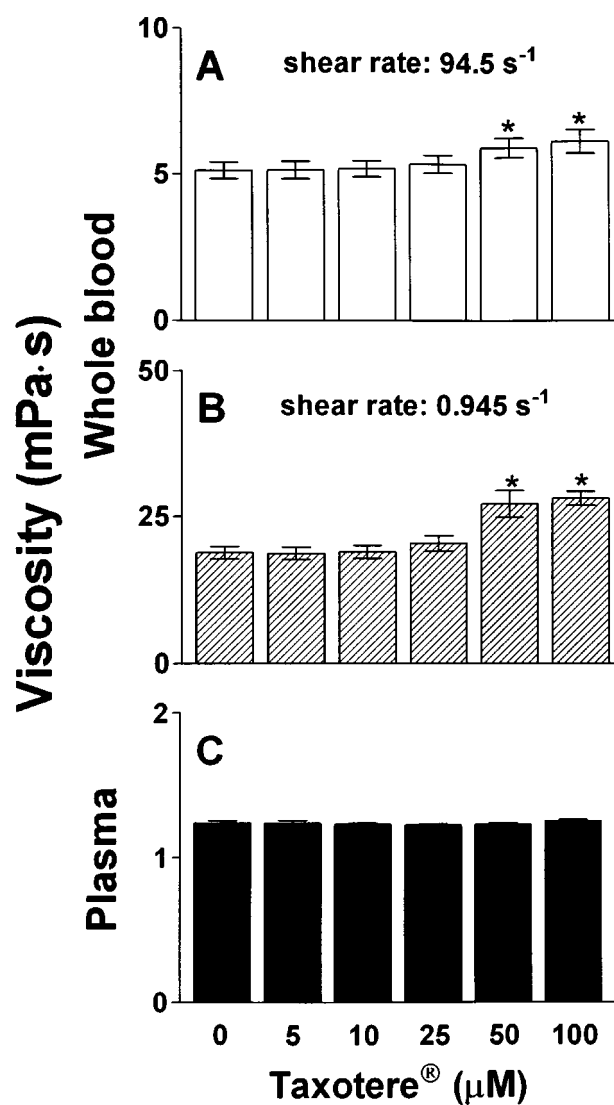 10
A
shear rate: 94.5 s⁻¹
* *
5
0
Whole blood
Viscosity (mPa·s)
50
B
shear rate: 0.945 s⁻¹
* *
25
0
2
C
1
0
Plasma
0 5 10 25 50 100
Taxotere® (μM)